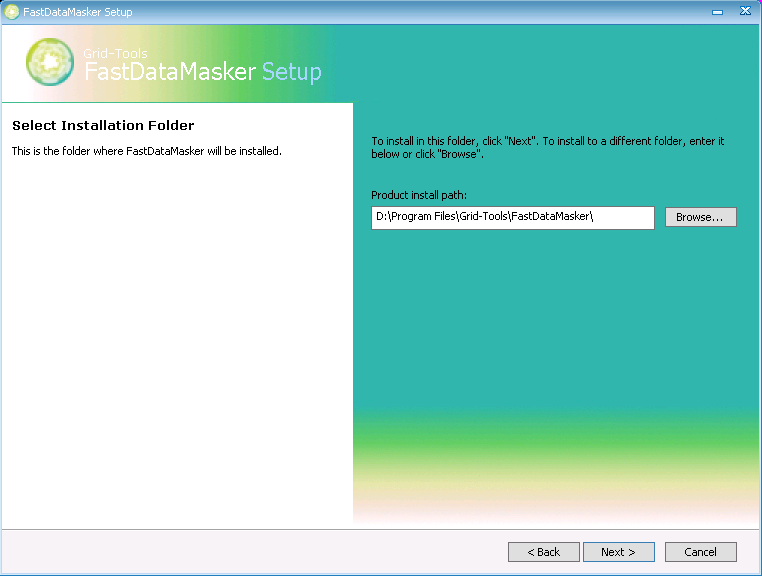 FastDataMasker Setup
Grid-Tools
FastDataMasker Setup
Select Installation Folder
This is the folder where FastDataMasker will be installed.
To install in this folder, click "Next". To install to a different folder, enter it
below or click "Browse".
Product install path:
D:\Program Files\Grid-Tools\FastDataMasker\
Browse...
< Back
Next >
Cancel